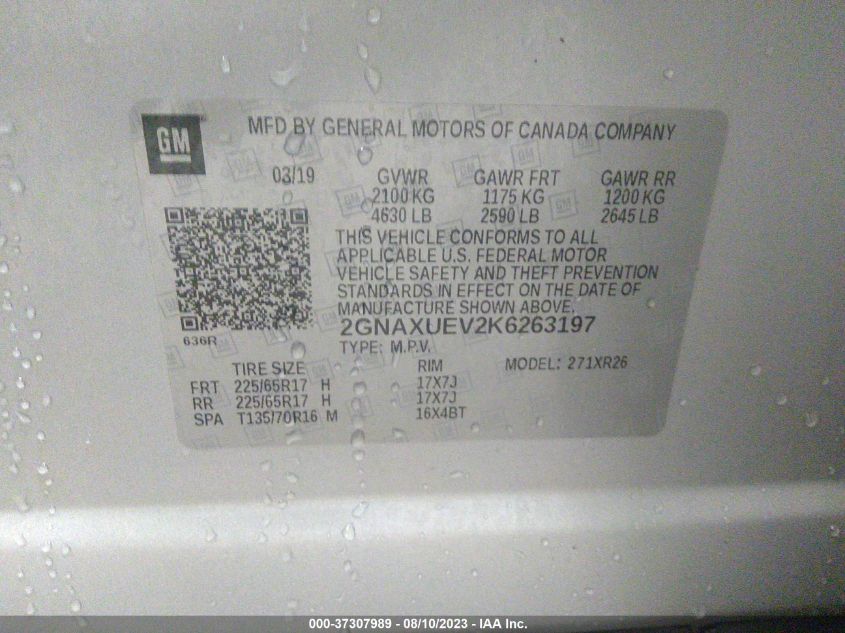 GM
MFD BY GENERAL MOTORS OF CANADA COMPANY
03/19 GVWR GAWR FRT GAWR RR
2100 KG 1175 KG 1200 KG
4630 LB 2590 LB 2645 LB
THIS VEHICLE CONFORMS TO ALL
APPLICABLE U.S. FEDERAL MOTOR
VEHICLE SAFETY AND THEFT PREVENTION
STANDARDS IN EFFECT ON THE DATE OF
MANUFACTURE SHOWN ABOVE.
2GNAXUEV2K6263197
636R
TYPE: M.P.V.
TIRE SIZE RIM MODEL: 271XR26
FRT 225/65R17 H 17X7J
RR 225/65R17 H 17X7J
SPA T135/70R16 M 16X4BT
000-37307989 - 08/10/2023 - IAA Inc.